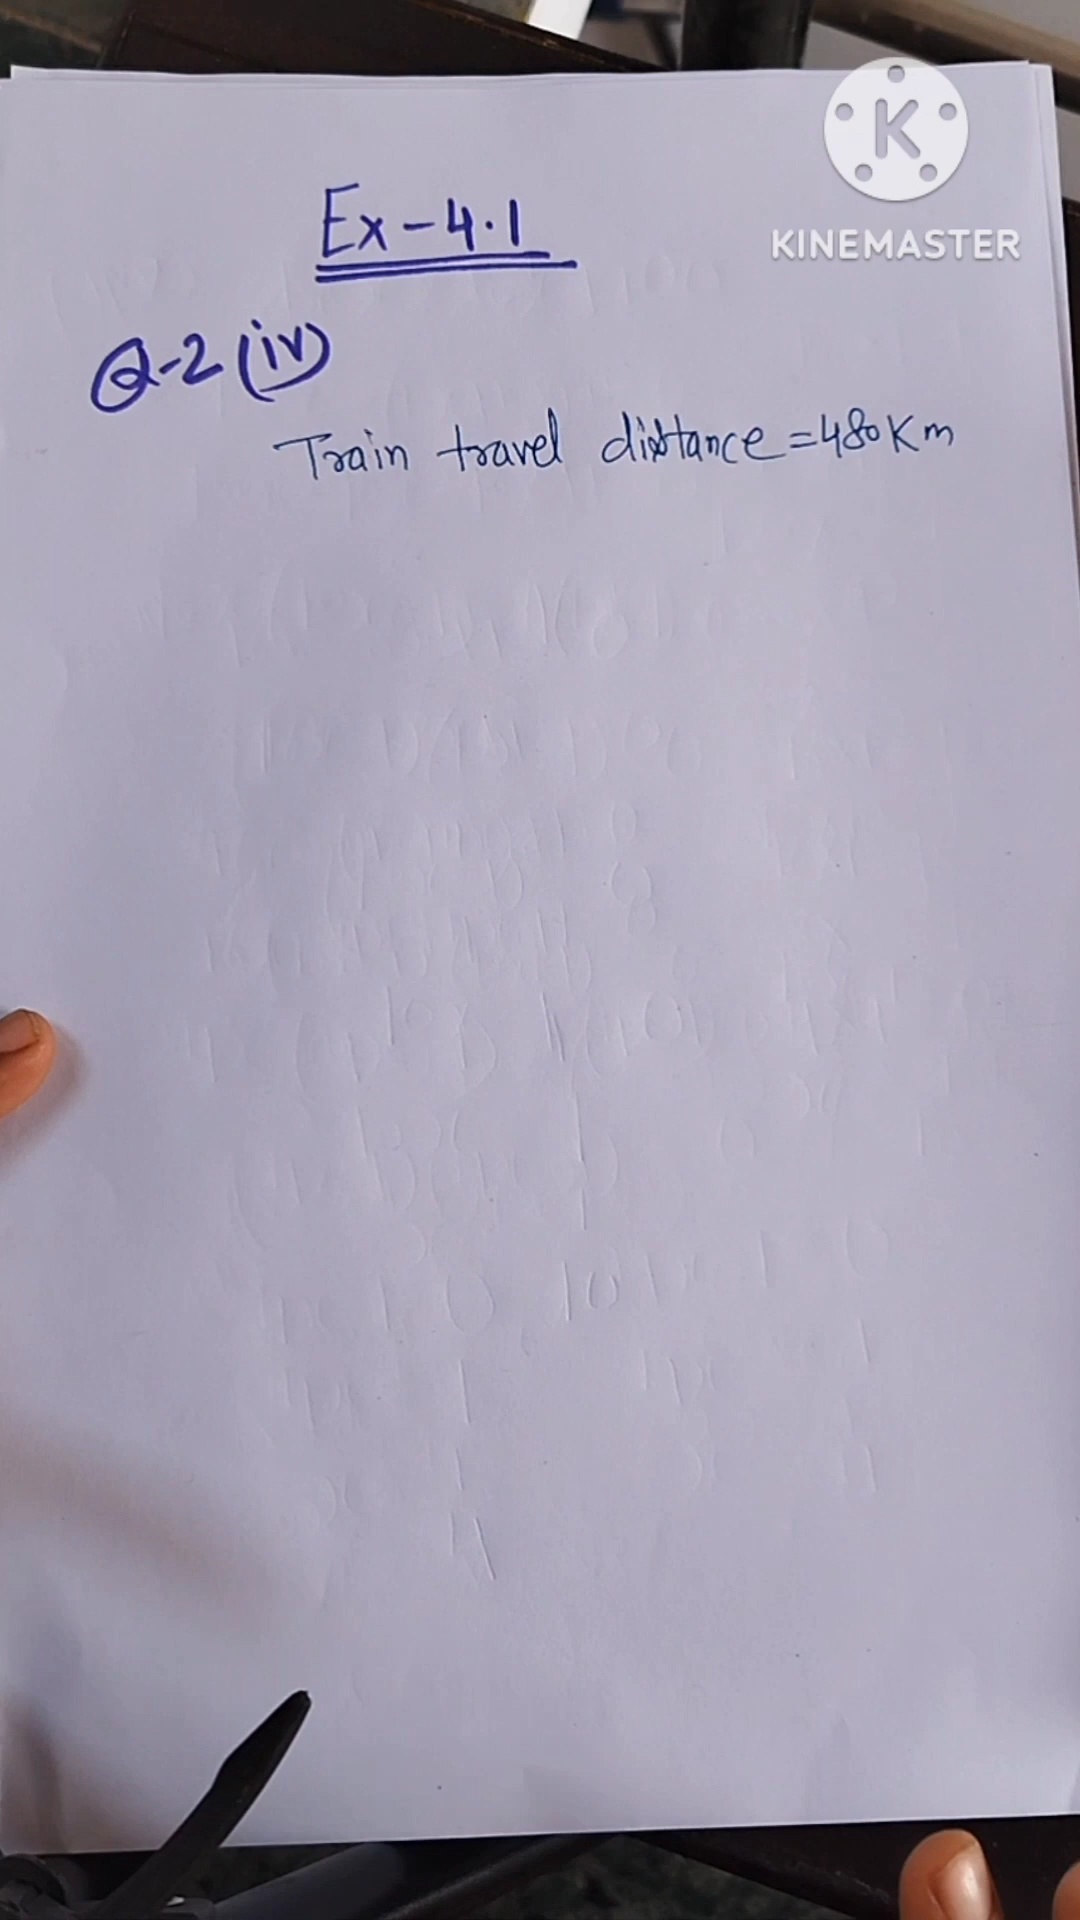 K
KINEMASTER
Ex-4.1
Q-2 (iv)
Train travel distance = 480 Km